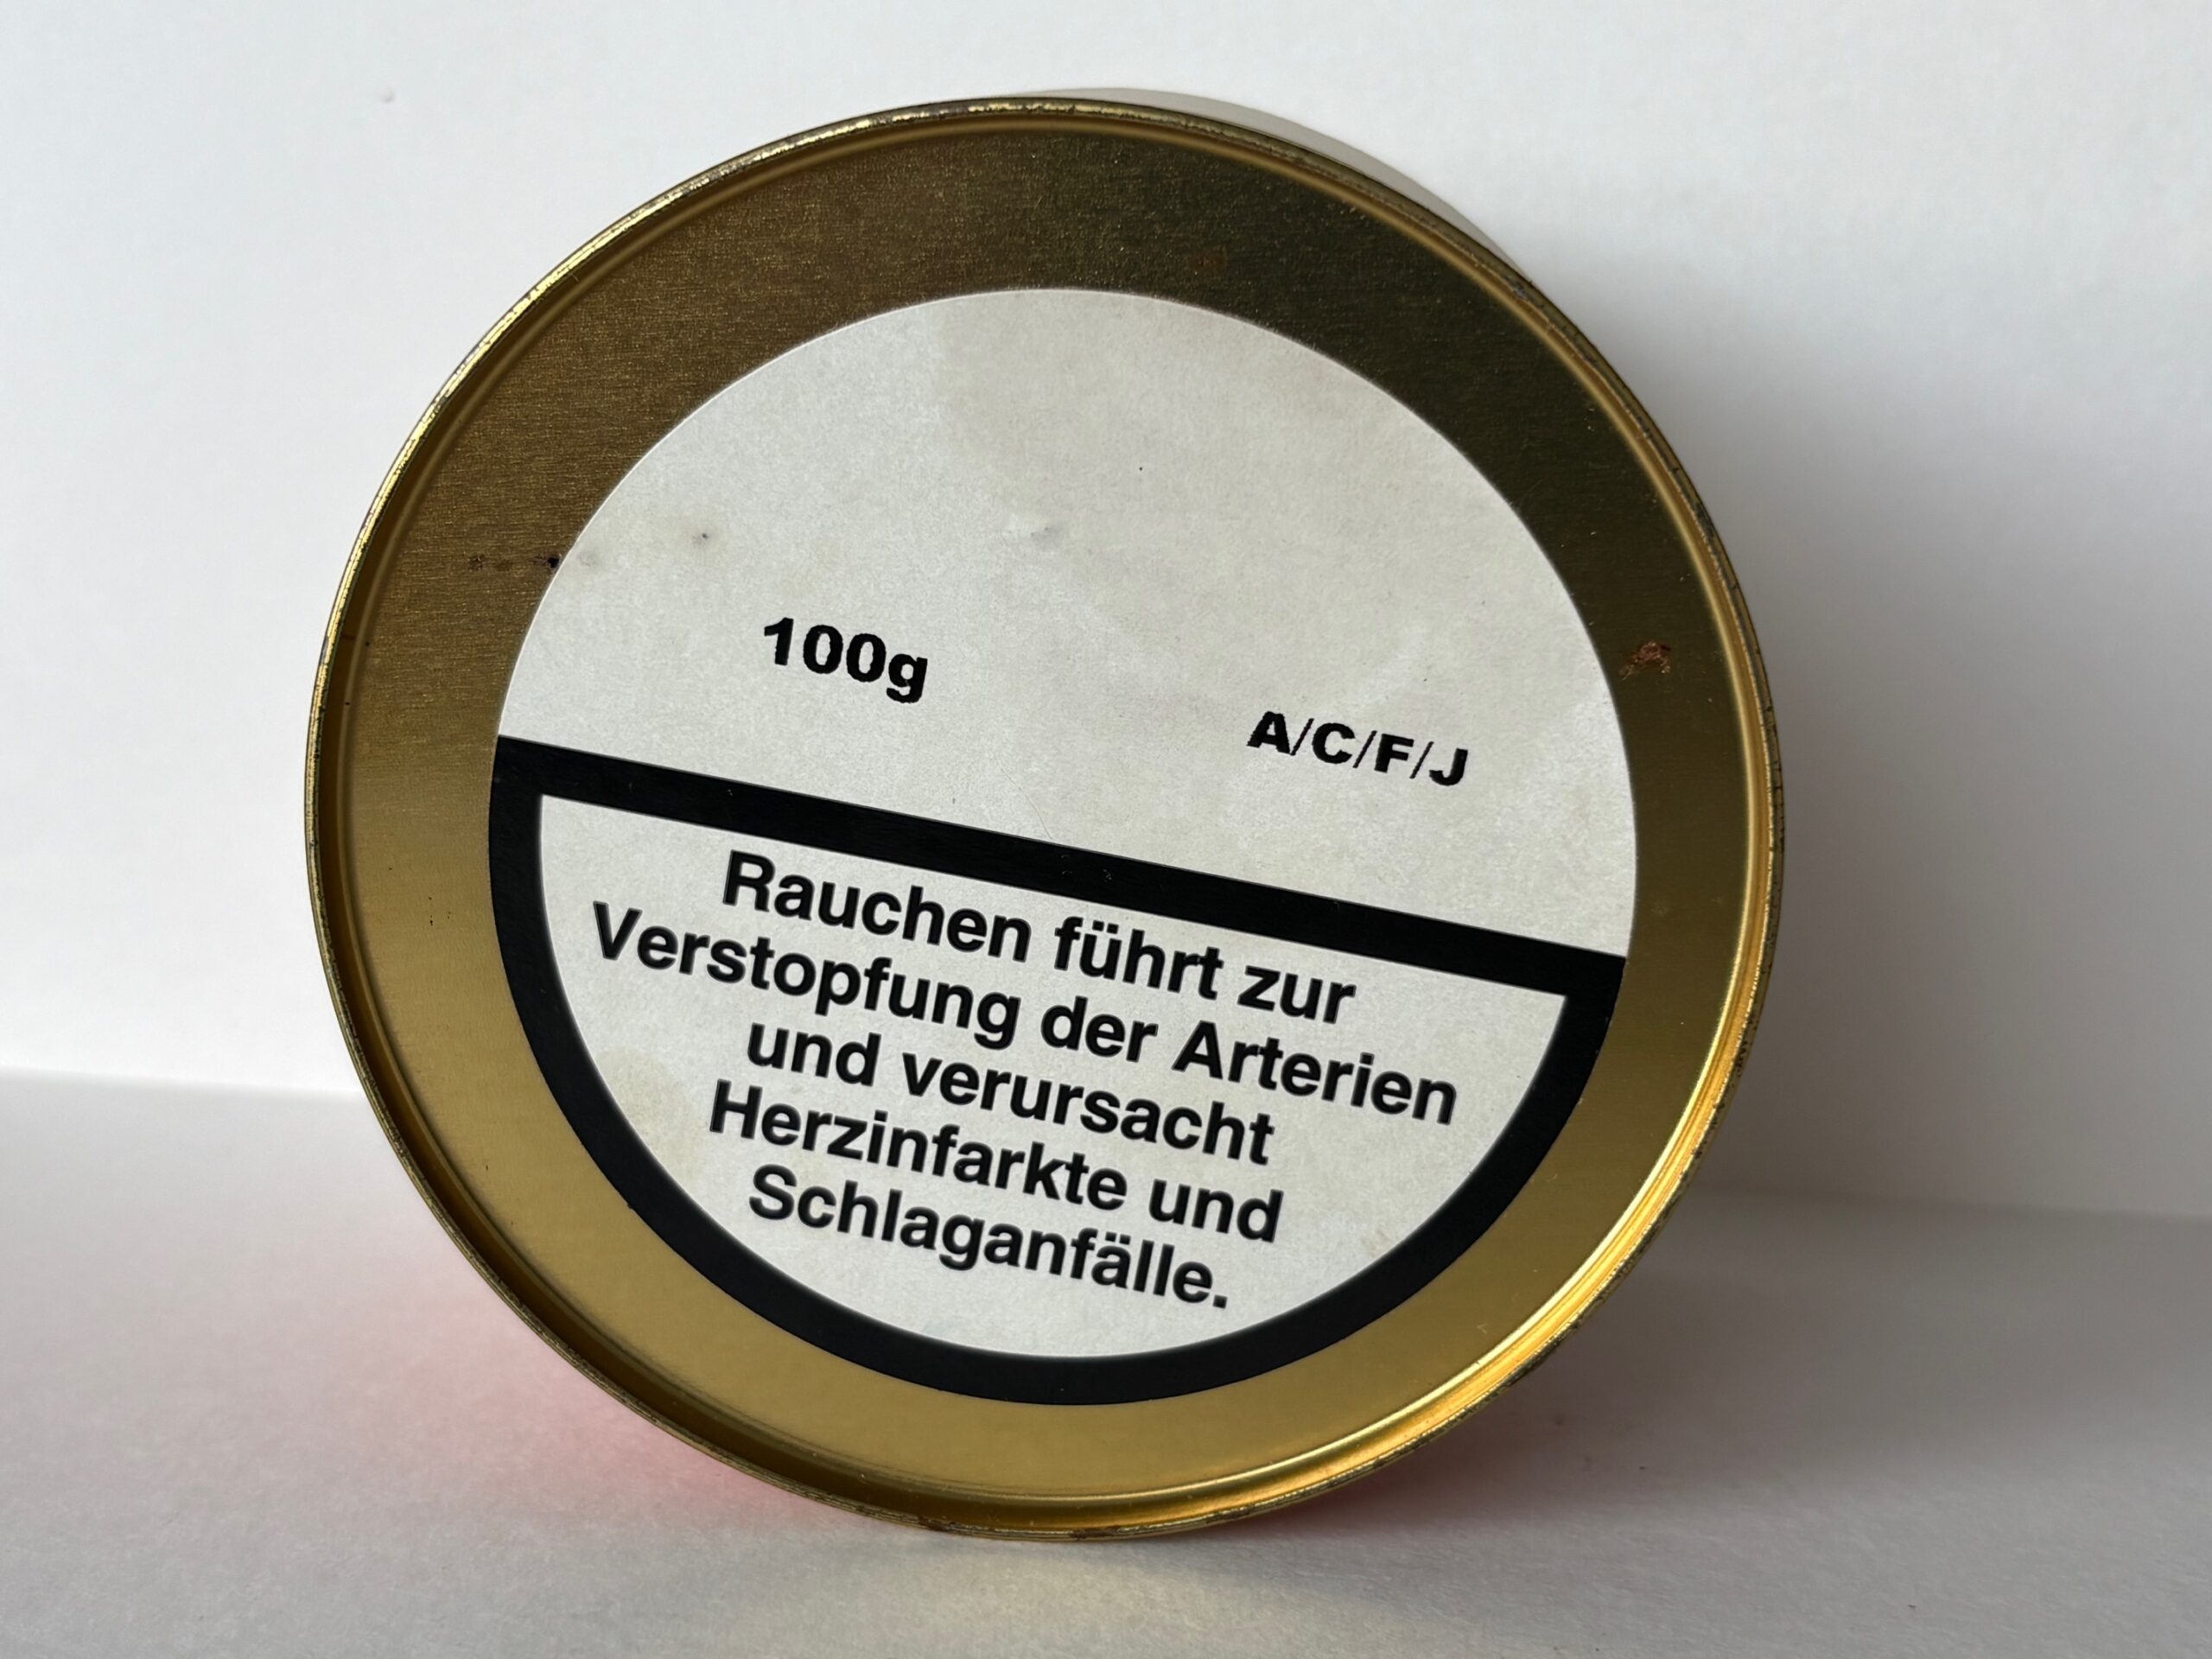 100g
A/C/F/J
Rauchen führt zur
Verstopfung der Arterien
und verursacht
Herzinfarkte und
Schlaganfälle.